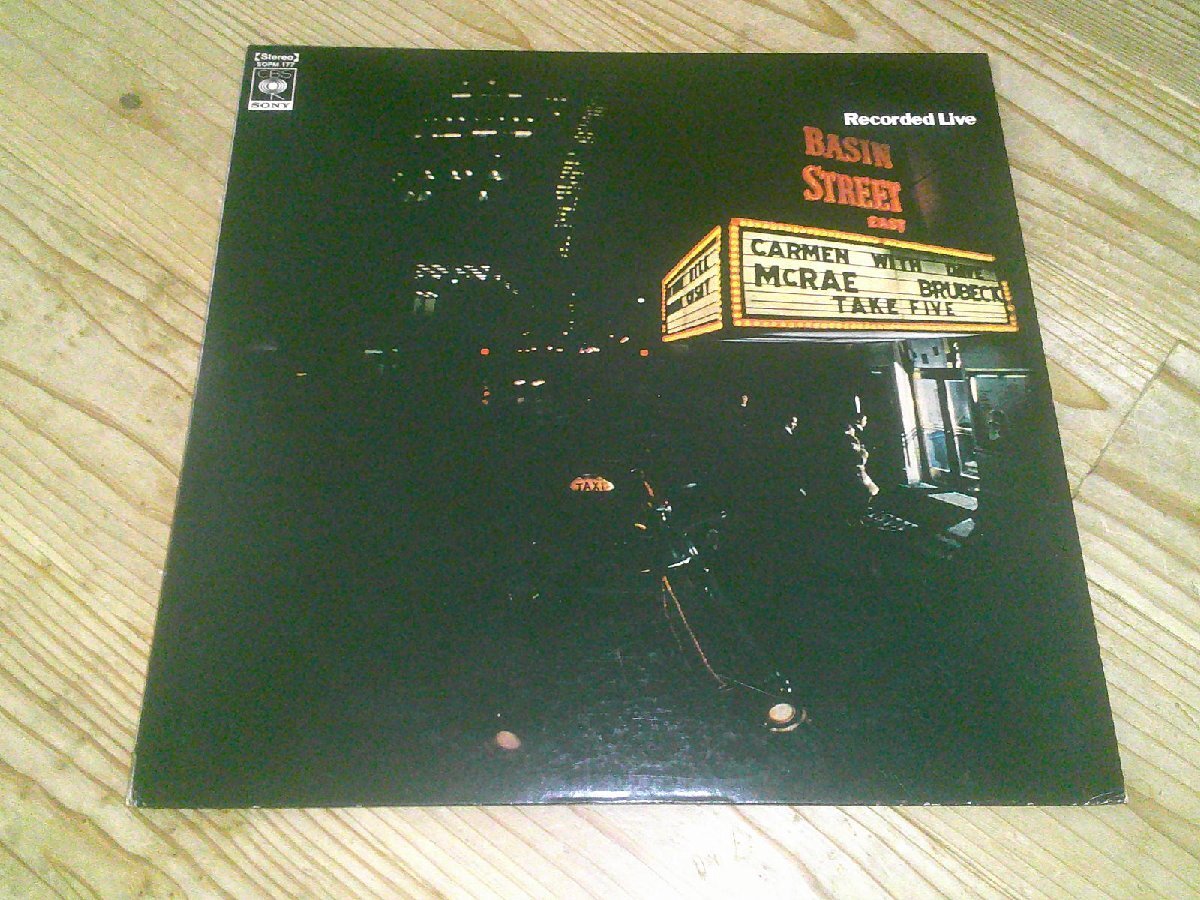 Stereo
SOPM 177
CBS
SONY
Recorded Live
BASIN
STREET
EAST
CARMEN WITH DAVE
McRAE BRUBECK
TAKE FIVE
TAXI